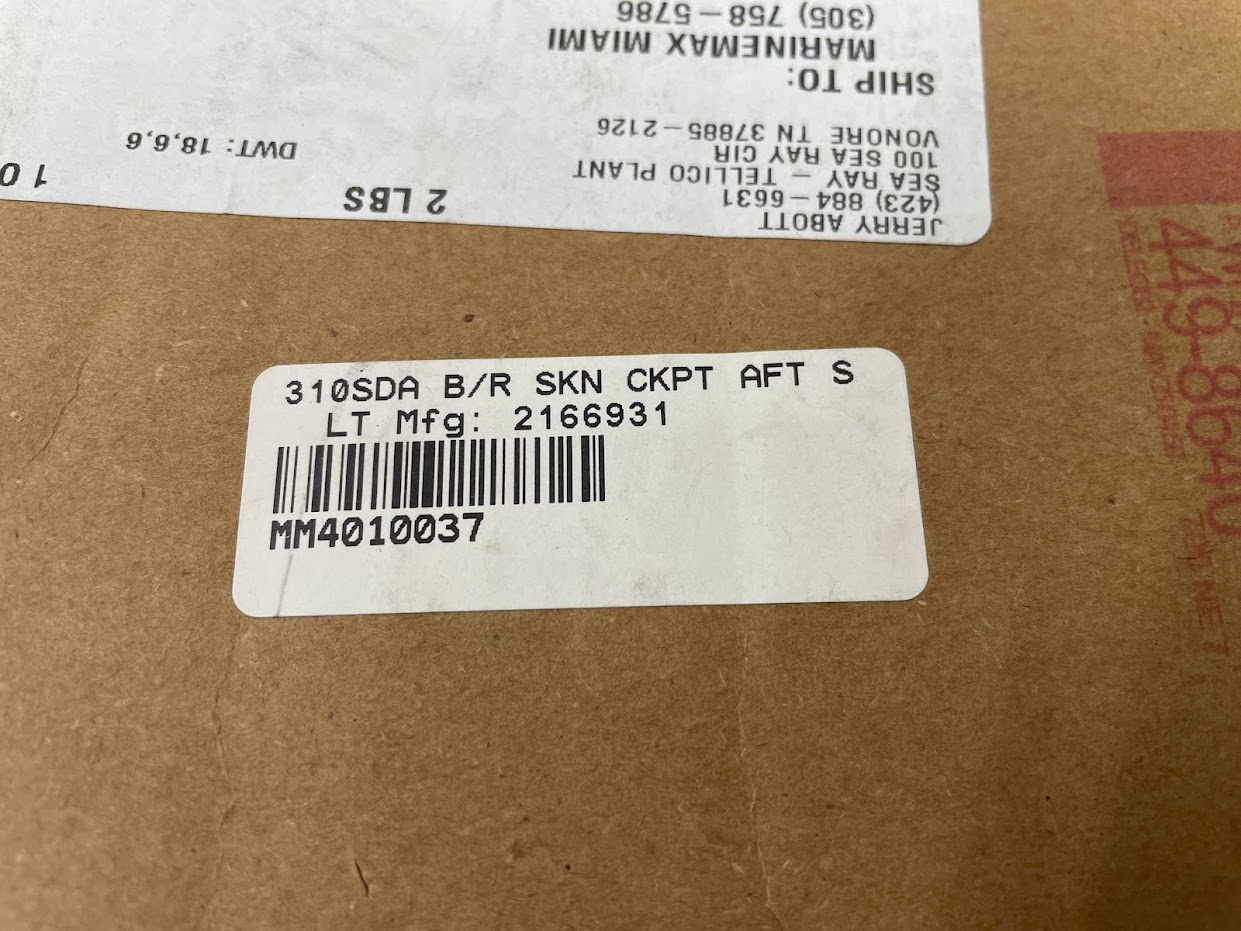 310SDA B/R SKN CKPT AFT S
LT Mfg: 2166931
MM4010037
JERRY ABOTT
(423) 884-6631
SEA RAY - TELLICO PLANT
100 SEA RAY CIR
VONORE TN 37885-2126
2 LBS
DWT: 18,6,6
1 0
SHIP TO:
MARINEMAX MIAMI
(305) 758-5786
449-8640